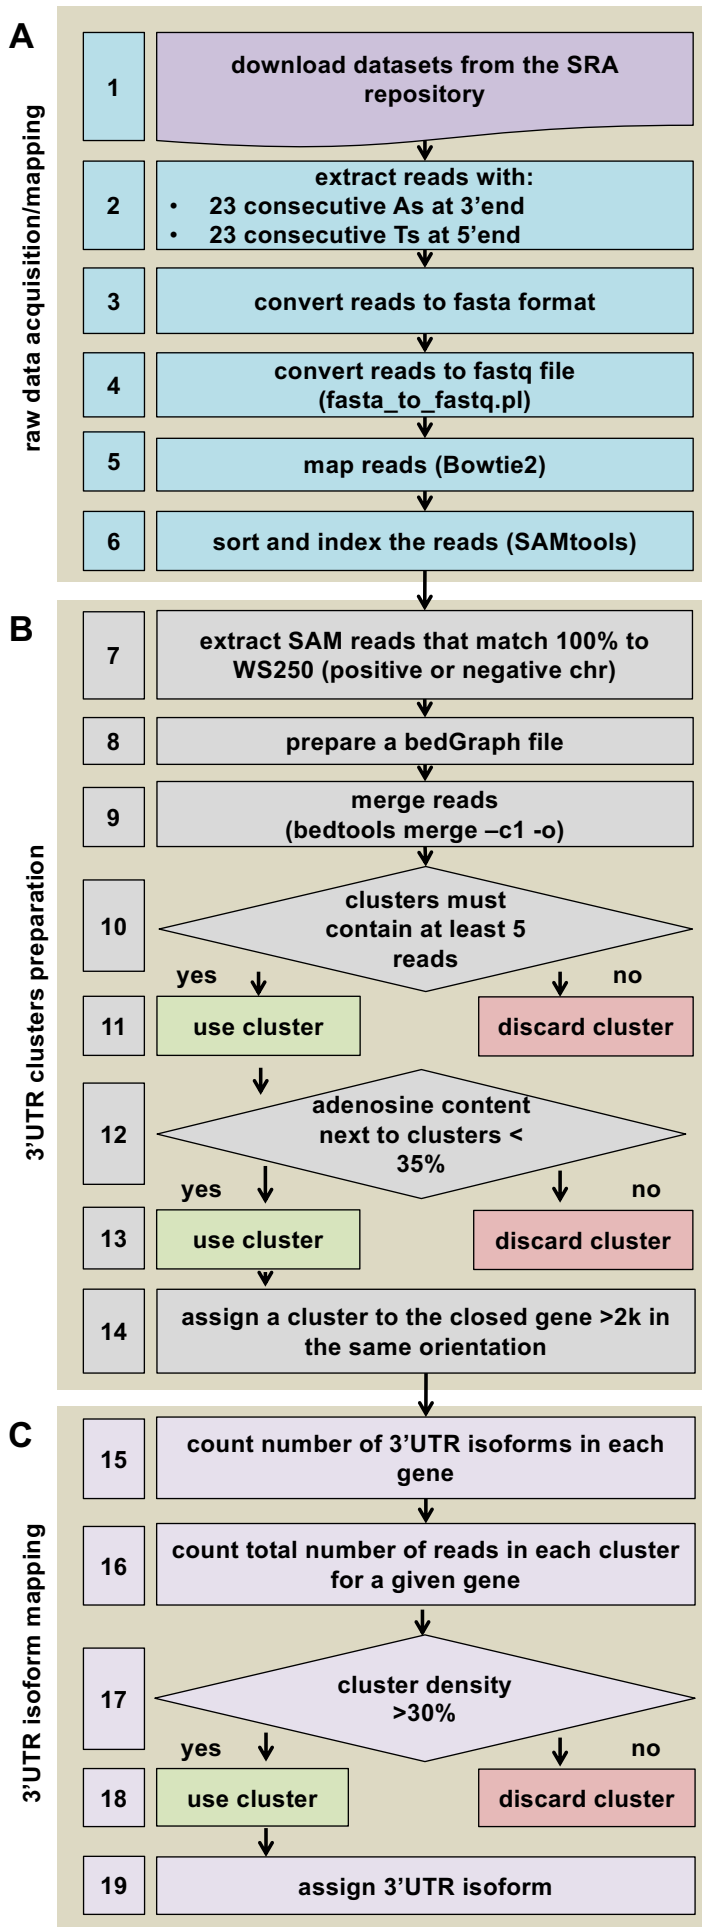 A
raw data acquisition/mapping
1
download datasets from the SRA
repository
2
extract reads with:
• 23 consecutive As at 3’end
• 23 consecutive Ts at 5’end
3
convert reads to fasta format
4
convert reads to fastq file
(fasta_to_fastq.pl)
5
map reads (Bowtie2)
6
sort and index the reads (SAMtools)
B
3’UTR clusters preparation
7
extract SAM reads that match 100% to
WS250 (positive or negative chr)
8
prepare a bedGraph file
9
merge reads
(bedtools merge –c1 -o)
10
clusters must
contain at least 5
reads
yes
no
11
use cluster
discard cluster
12
adenosine content
next to clusters <
35%
yes
no
13
use cluster
discard cluster
14
assign a cluster to the closed gene >2k in
the same orientation
C
3’UTR isoform mapping
15
count number of 3’UTR isoforms in each
gene
16
count total number of reads in each cluster
for a given gene
17
cluster density
>30%
yes
no
18
use cluster
discard cluster
19
assign 3’UTR isoform